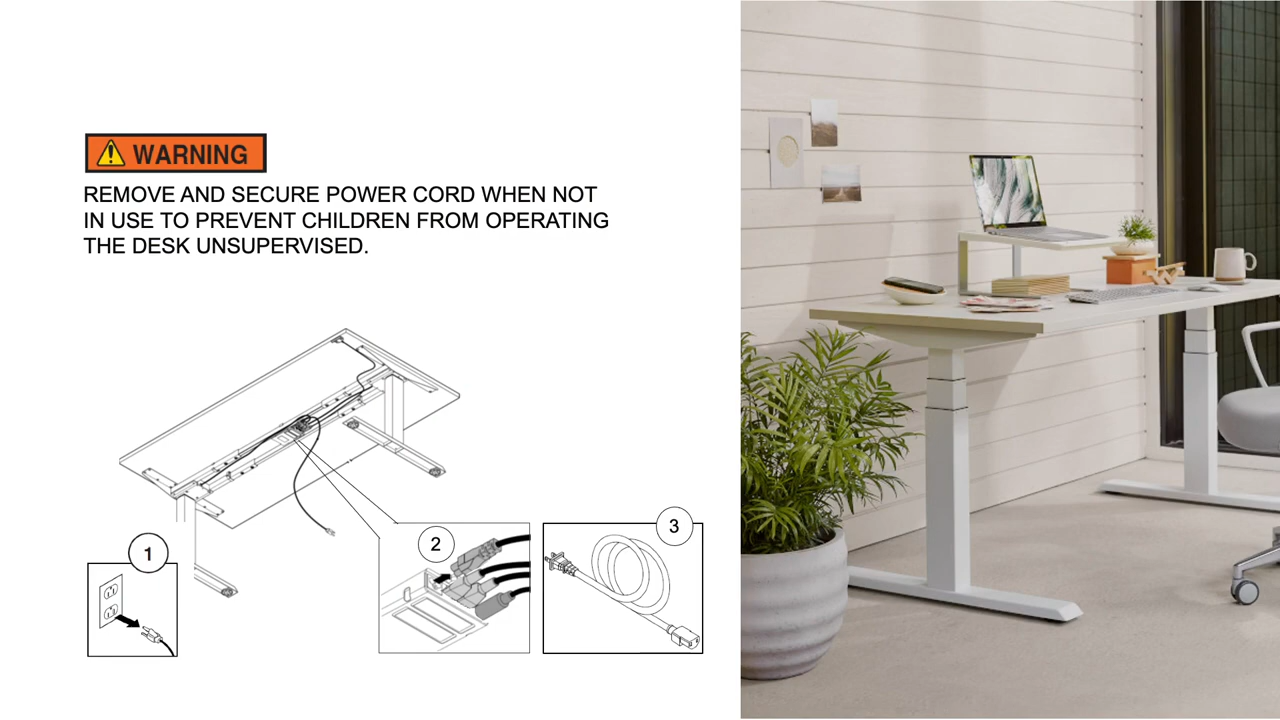 WARNING
REMOVE AND SECURE POWER CORD WHEN NOT
IN USE TO PREVENT CHILDREN FROM OPERATING
THE DESK UNSUPERVISED.
1
2
3